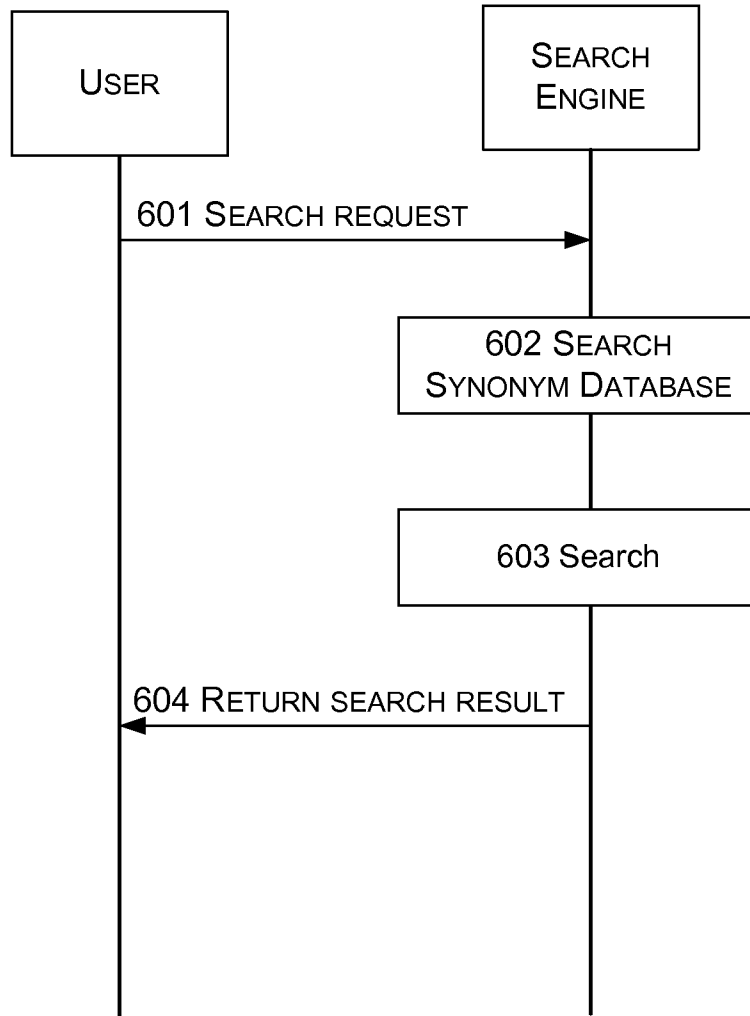 USER
SEARCH
ENGINE
601 SEARCH REQUEST
602 SEARCH
SYNONYM DATABASE
603 Search
604 RETURN SEARCH RESULT